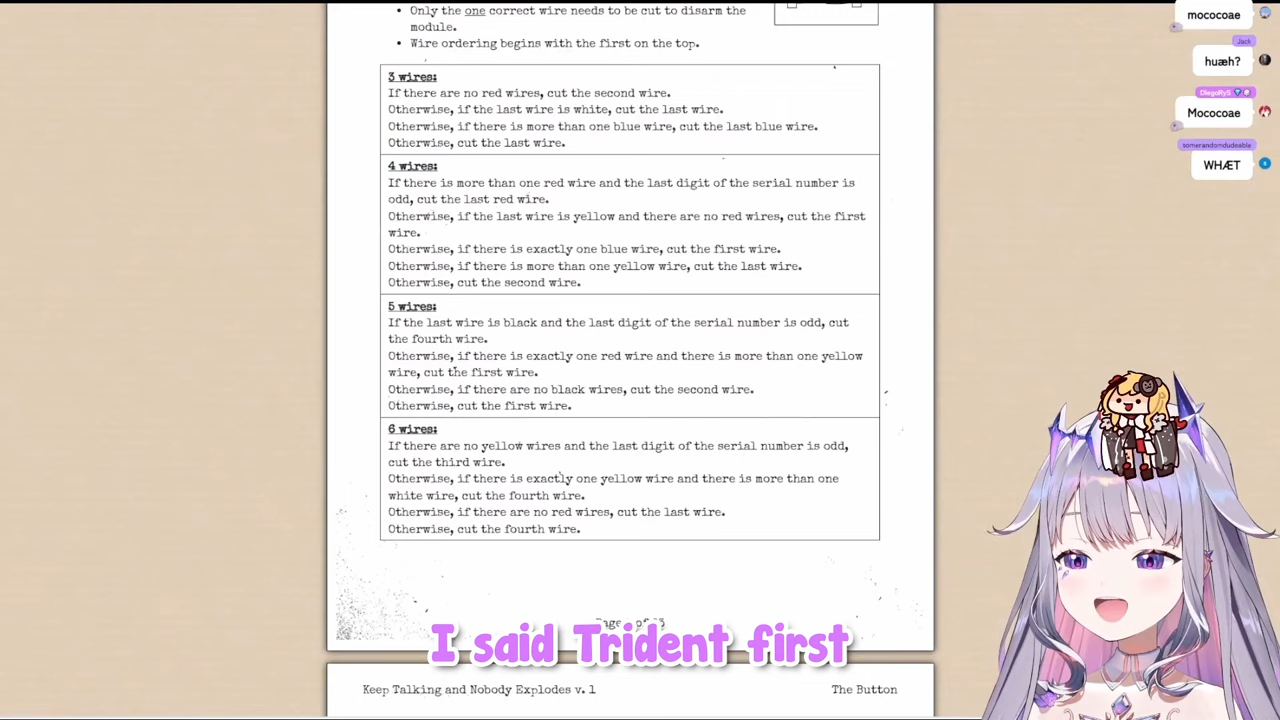 • Only the one correct wire needs to be cut to disarm the
module.
• Wire ordering begins with the first on the top.
3 wires:
If there are no red wires, cut the second wire.
Otherwise, if the last wire is white, cut the last wire.
Otherwise, if there is more than one blue wire, cut the last blue wire.
Otherwise, cut the last wire.
4 wires:
If there is more than one red wire and the last digit of the serial number is
odd, cut the last red wire.
Otherwise, if the last wire is yellow and there are no red wires, cut the first
wire.
Otherwise, if there is exactly one blue wire, cut the first wire.
Otherwise, if there is more than one yellow wire, cut the last wire.
Otherwise, cut the second wire.
5 wires:
If the last wire is black and the last digit of the serial number is odd, cut
the fourth wire.
Otherwise, if there is exactly one red wire and there is more than one yellow
wire, cut the first wire.
Otherwise, if there are no black wires, cut the second wire.
Otherwise, cut the first wire.
6 wires:
If there are no yellow wires and the last digit of the serial number is odd,
cut the third wire.
Otherwise, if there is exactly one yellow wire and there is more than one
white wire, cut the fourth wire.
Otherwise, if there are no red wires, cut the last wire.
Otherwise, cut the fourth wire.
I said Trident first
Keep Talking and Nobody Explodes v. 1
The Button
mococoae
Jack
huæh?
DiegoRyS
Mococoae
somerandomdudeable
WHÆT